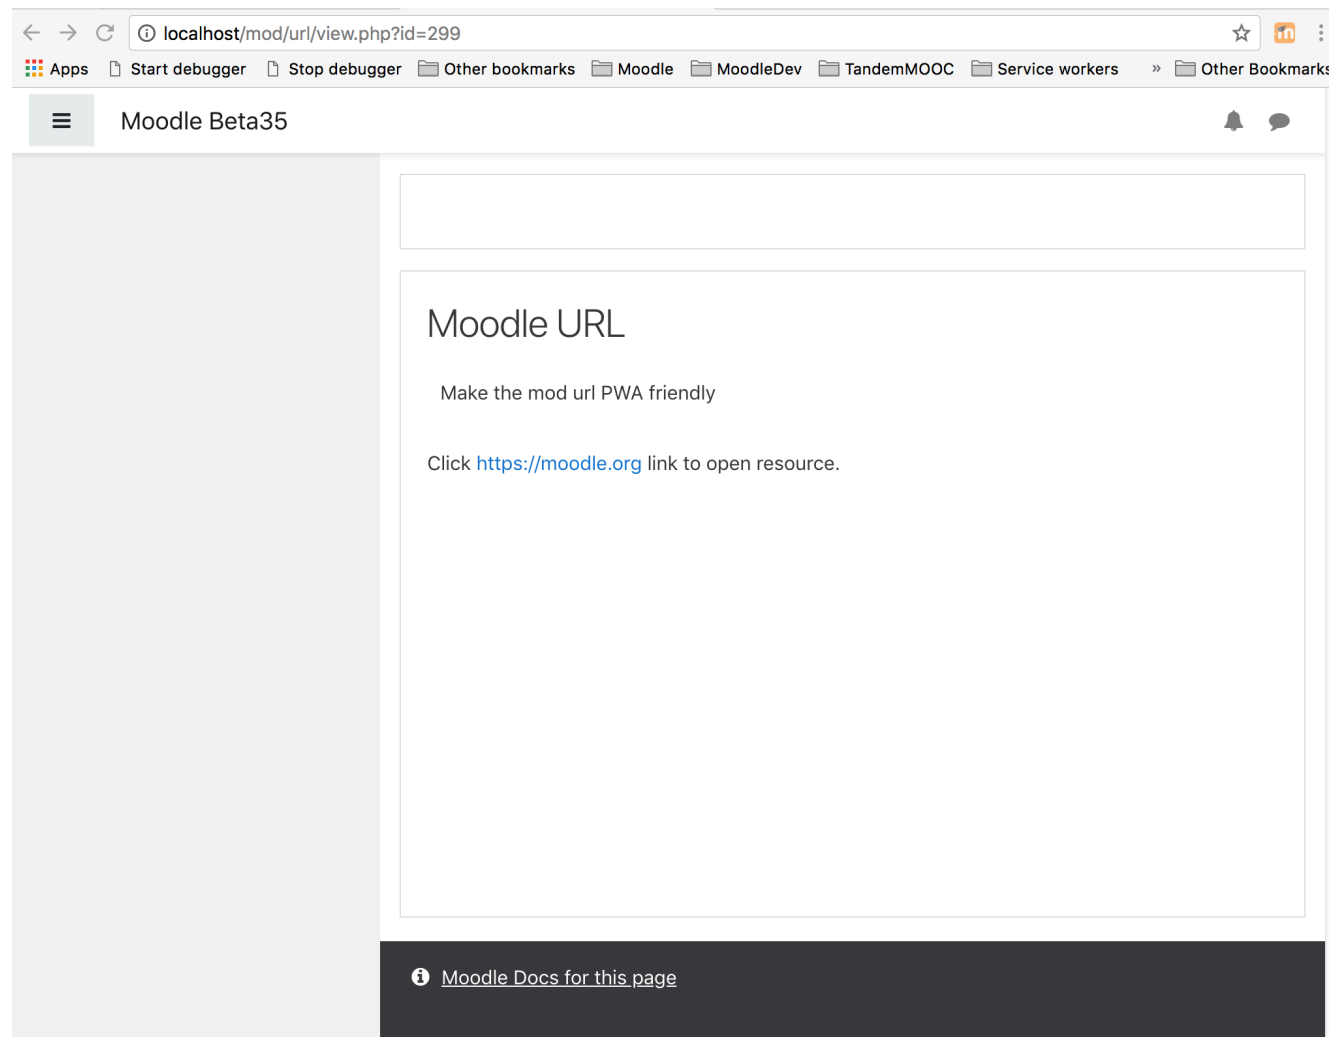 localhost/mod/url/view.php?id=299
Apps Start debugger Stop debugger Other bookmarks Moodle MoodleDev TandemMOOC Service workers » Other Bookmarks
Moodle Beta35
Moodle URL
Make the mod url PWA friendly
Click https://moodle.org link to open resource.
Moodle Docs for this page